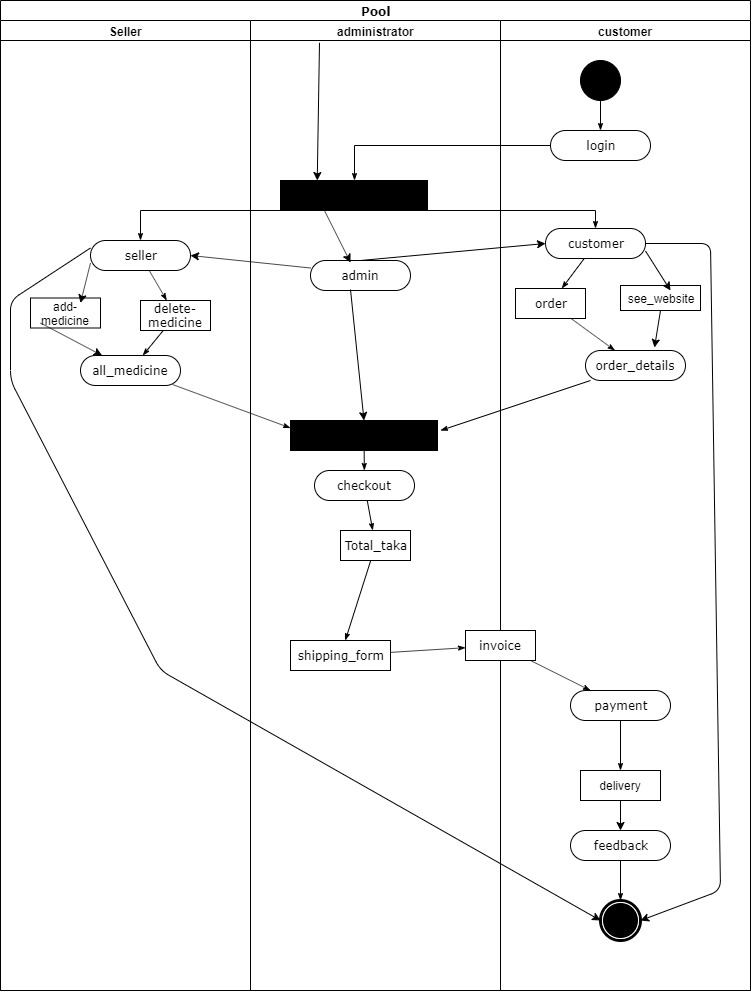 Pool
Seller
administrator
customer
login
seller
admin
customer
add-
medicine
delete-
medicine
order
see_website
all_medicine
order_details
checkout
Total_taka
shipping_form
invoice
payment
delivery
feedback